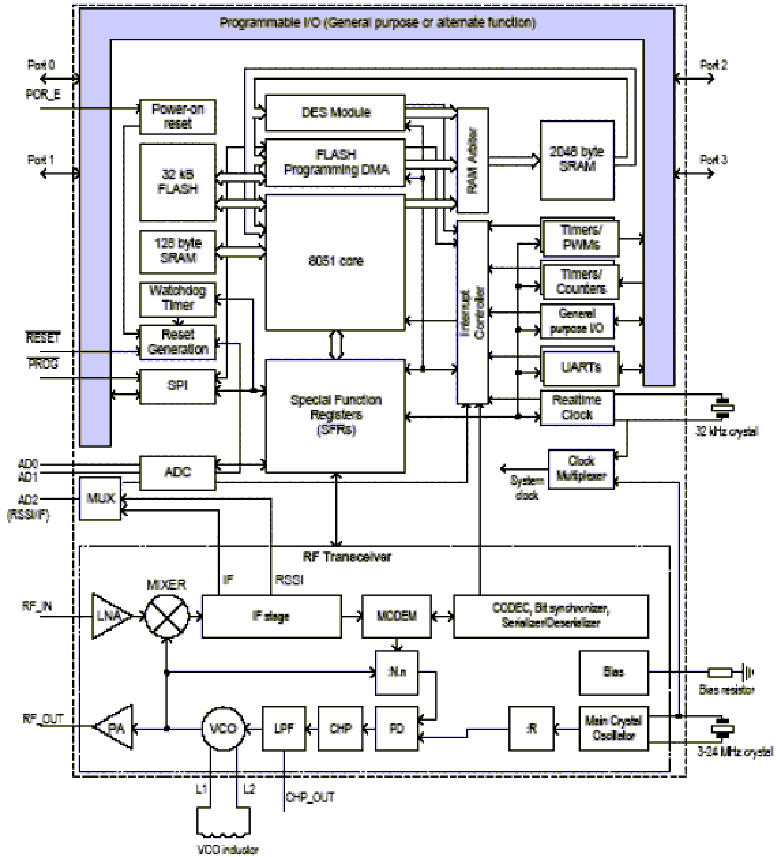 Programmable I/O (General purpose or alternate function)
Port 0
Port 2
POR_E
Power-on
reset
DES Module
Port 1
Port 3
32 kB
FLASH
FLASH
Programming DMA
RAM Arbiter
2048 byte
SRAM
128 byte
SRAM
8051 core
Timers/
PWMs
Watchdog
Timer
Interrupt
Controller
Timers/
Counters
General
purpose I/O
RESET
Reset
Generation
PROG
UARTs
SPI
Special Function
Registers
(SFRs)
Realtime
Clock
32 kHz crystal
AD0
AD1
ADC
Clock
Multiplexer
System
clock
AD2
(RSSI/IF)
MUX
RF Transceiver
IF
RSSI
MIXER
RF_IN
LNA
IF stage
MODEM
CODEC, Bit synchronizer,
Serializer/Deserializer
:N.n
Bias
Bias resistor
RF_OUT
PA
VCO
LPF
CHP
PD
:R
Main Crystal
Oscillator
3-24 MHz crystal
L1
L2
CHP_OUT
VCO inductor